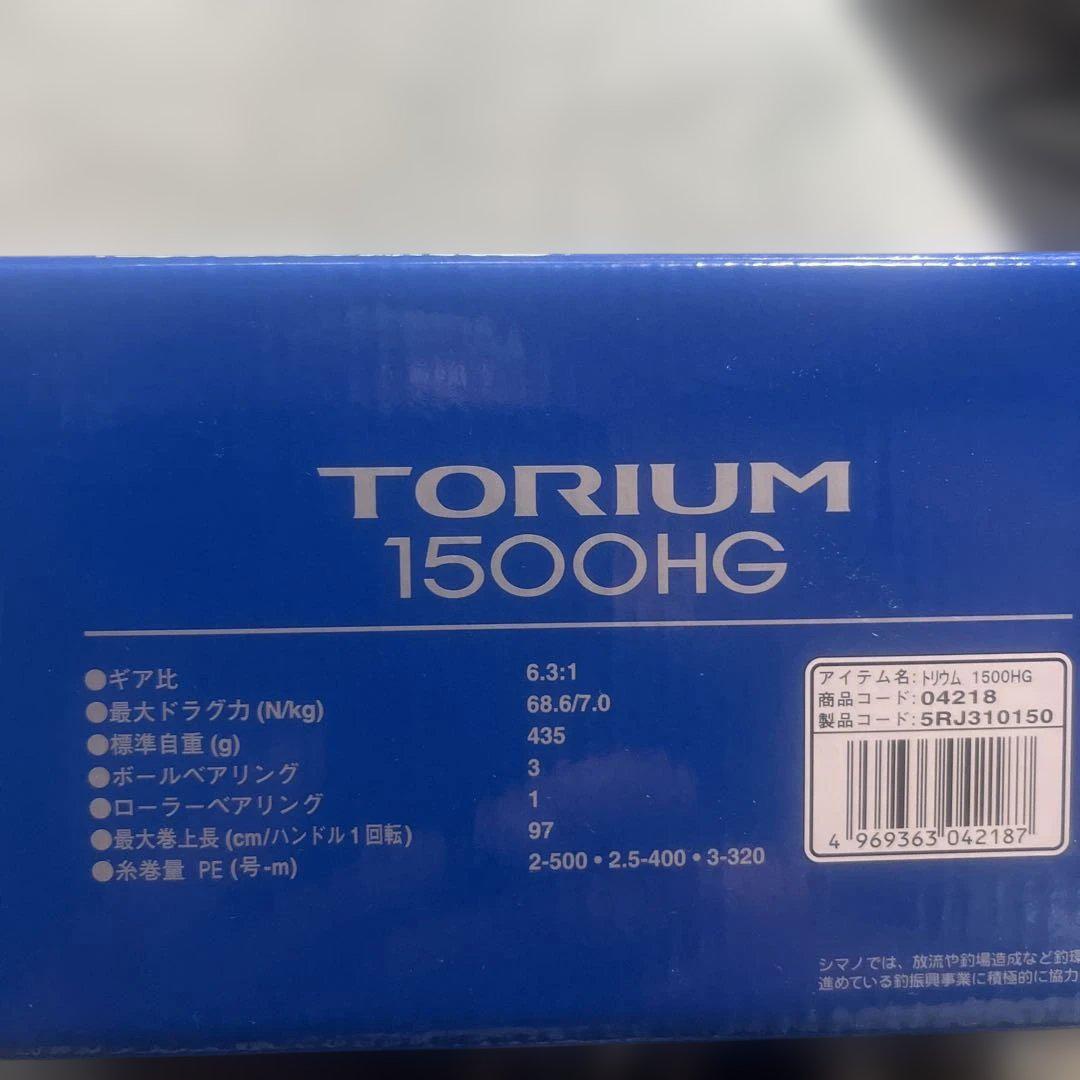 TORIUM
1500HG
●ギア比 6.3:1
●最大ドラグ力 (N/kg) 68.6/7.0
●標準自重 (g) 435
●ボールベアリング 3
●ローラーベアリング 1
●最大巻上長 (cm/ハンドル1回転) 97
●糸巻量 PE (号-m) 2-500・2.5-400・3-320
アイテム名: トリウム 1500HG
商品コード: 04218
製品コード: 5RJ310150
4 969363 042187
シマノでは、放流や釣場造成など釣環
進めている釣振興事業に積極的に協力